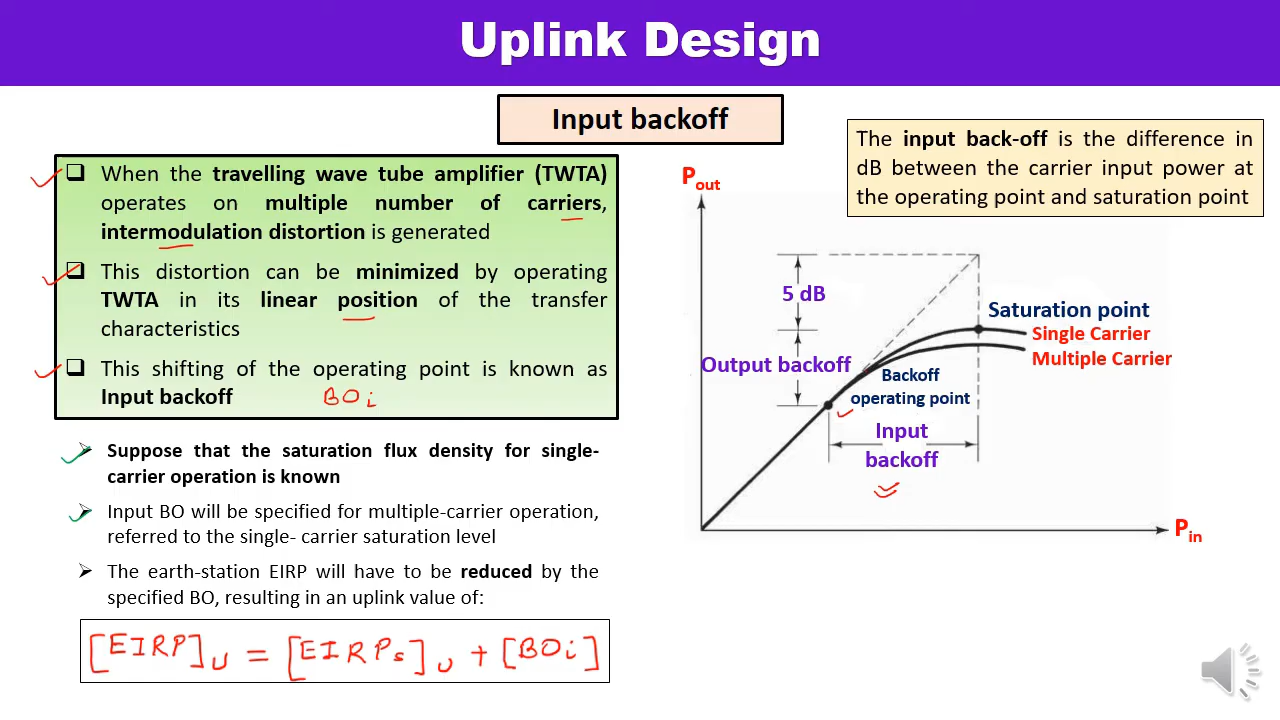 Uplink Design
Input backoff
The input back-off is the difference in
dB between the carrier input power at
the operating point and saturation point
❑ When the travelling wave tube amplifier (TWTA)
operates on multiple number of carriers,
intermodulation distortion is generated
❑ This distortion can be minimized by operating
TWTA in its linear position of the transfer
characteristics
❑ This shifting of the operating point is known as
Input backoff BOi
➢ Suppose that the saturation flux density for single-
carrier operation is known
➢ Input BO will be specified for multiple-carrier operation,
referred to the single- carrier saturation level
➢ The earth-station EIRP will have to be reduced by the
specified BO, resulting in an uplink value of:
[EIRP]U = [EIRPs]U + [BOi]
Pout
5 dB
Saturation point
Single Carrier
Multiple Carrier
Output backoff
Backoff
operating point
Input
backoff
Pin